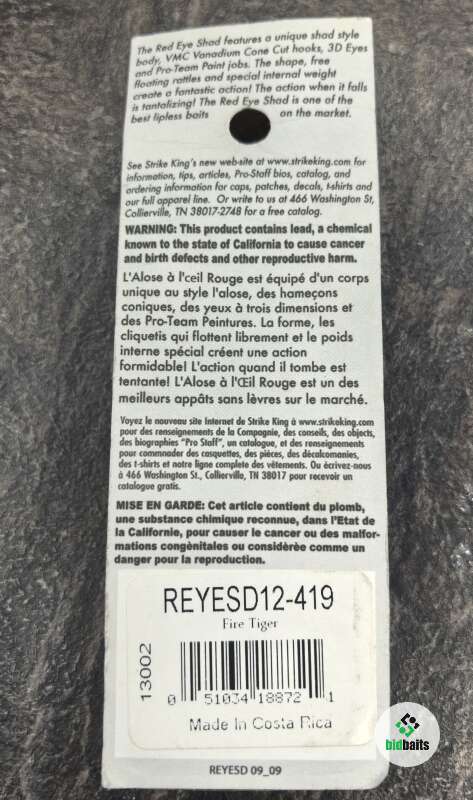 The Red Eye Shad features a unique shad style
body, VMC Vanadium Cone Cut hooks, 3D Eyes
and Pro-Team Paint jobs. The shape, free
floating rattles and special internal weight
create a fantastic action! The action when it falls
is tantalizing! The Red Eye Shad is one of the
best lipless baits on the market.
See Strike King's new web-site at www.strikeking.com for
information, tips, articles, Pro-Staff bios, catalog, and
ordering information for caps, patches, decals, t-shirts and
our full apparel line. Or write to us at 466 Washington St,
Collierville, TN 38017-2748 for a free catalog.
WARNING: This product contains lead, a chemical
known to the state of California to cause cancer
and birth defects and other reproductive harm.
L'Alose à l'œil Rouge est équipé d'un corps
unique au style l'alose, des hameçons
coniques, des yeux à trois dimensions et
des Pro-Team Peintures. La forme, les
cliquetis qui flottent librement et le poids
interne spécial créent une action
formidable! L'action quand il tombe est
tentante! L'Alose à l'Œil Rouge est un des
meilleurs appâts sans lèvres sur le marché.
Voyez le nouveau site Internet de Strike King à www.strikeking.com
pour des renseignements de la Compagnie, des conseils, des objects,
des biographies "Pro Staff", un catalogue, et des renseignements
pour commander des casquettes, des pièces, des décalcomanies,
des t-shirts et notre ligne complete des vêtements. Ou écrivez-nous
à 466 Washington St., Collierville, TN 38017 pour recevoir un
catalogue gratis.
MISE EN GARDE: Cet article contient du plomb,
une substance chimique reconnue, dans l'Etat de
la Californie, pour causer le cancer ou des malfor-
mations congènitales ou considèrée comme un
danger pour la reproduction.
REYESD12-419
Fire Tiger
13002
0 51034 18872 1
Made In Costa Rica
bidbaits
REYESD 09_09